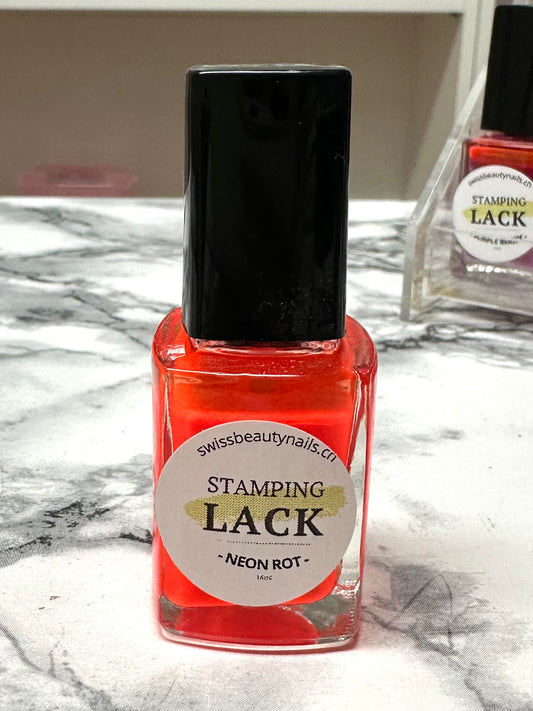 swissbeautynails.ch
STAMPING
LACK
- NEON ROT -
14ml
swissbeautynails.ch
STAMPING
LACK